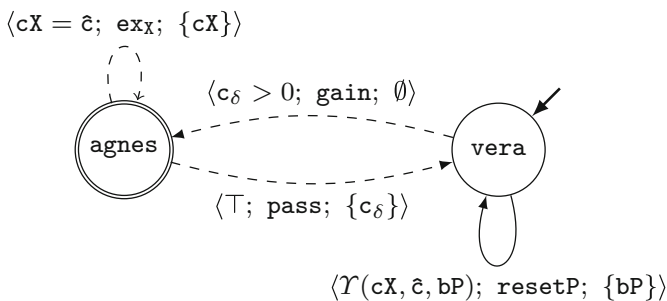 ⟨cX = ĉ; ex_X; {cX}⟩
⟨c_δ > 0; gain; ∅⟩
agnes
vera
⟨⊤; pass; {c_δ}⟩
⟨ϒ(cX, ĉ, bP); resetP; {bP}⟩